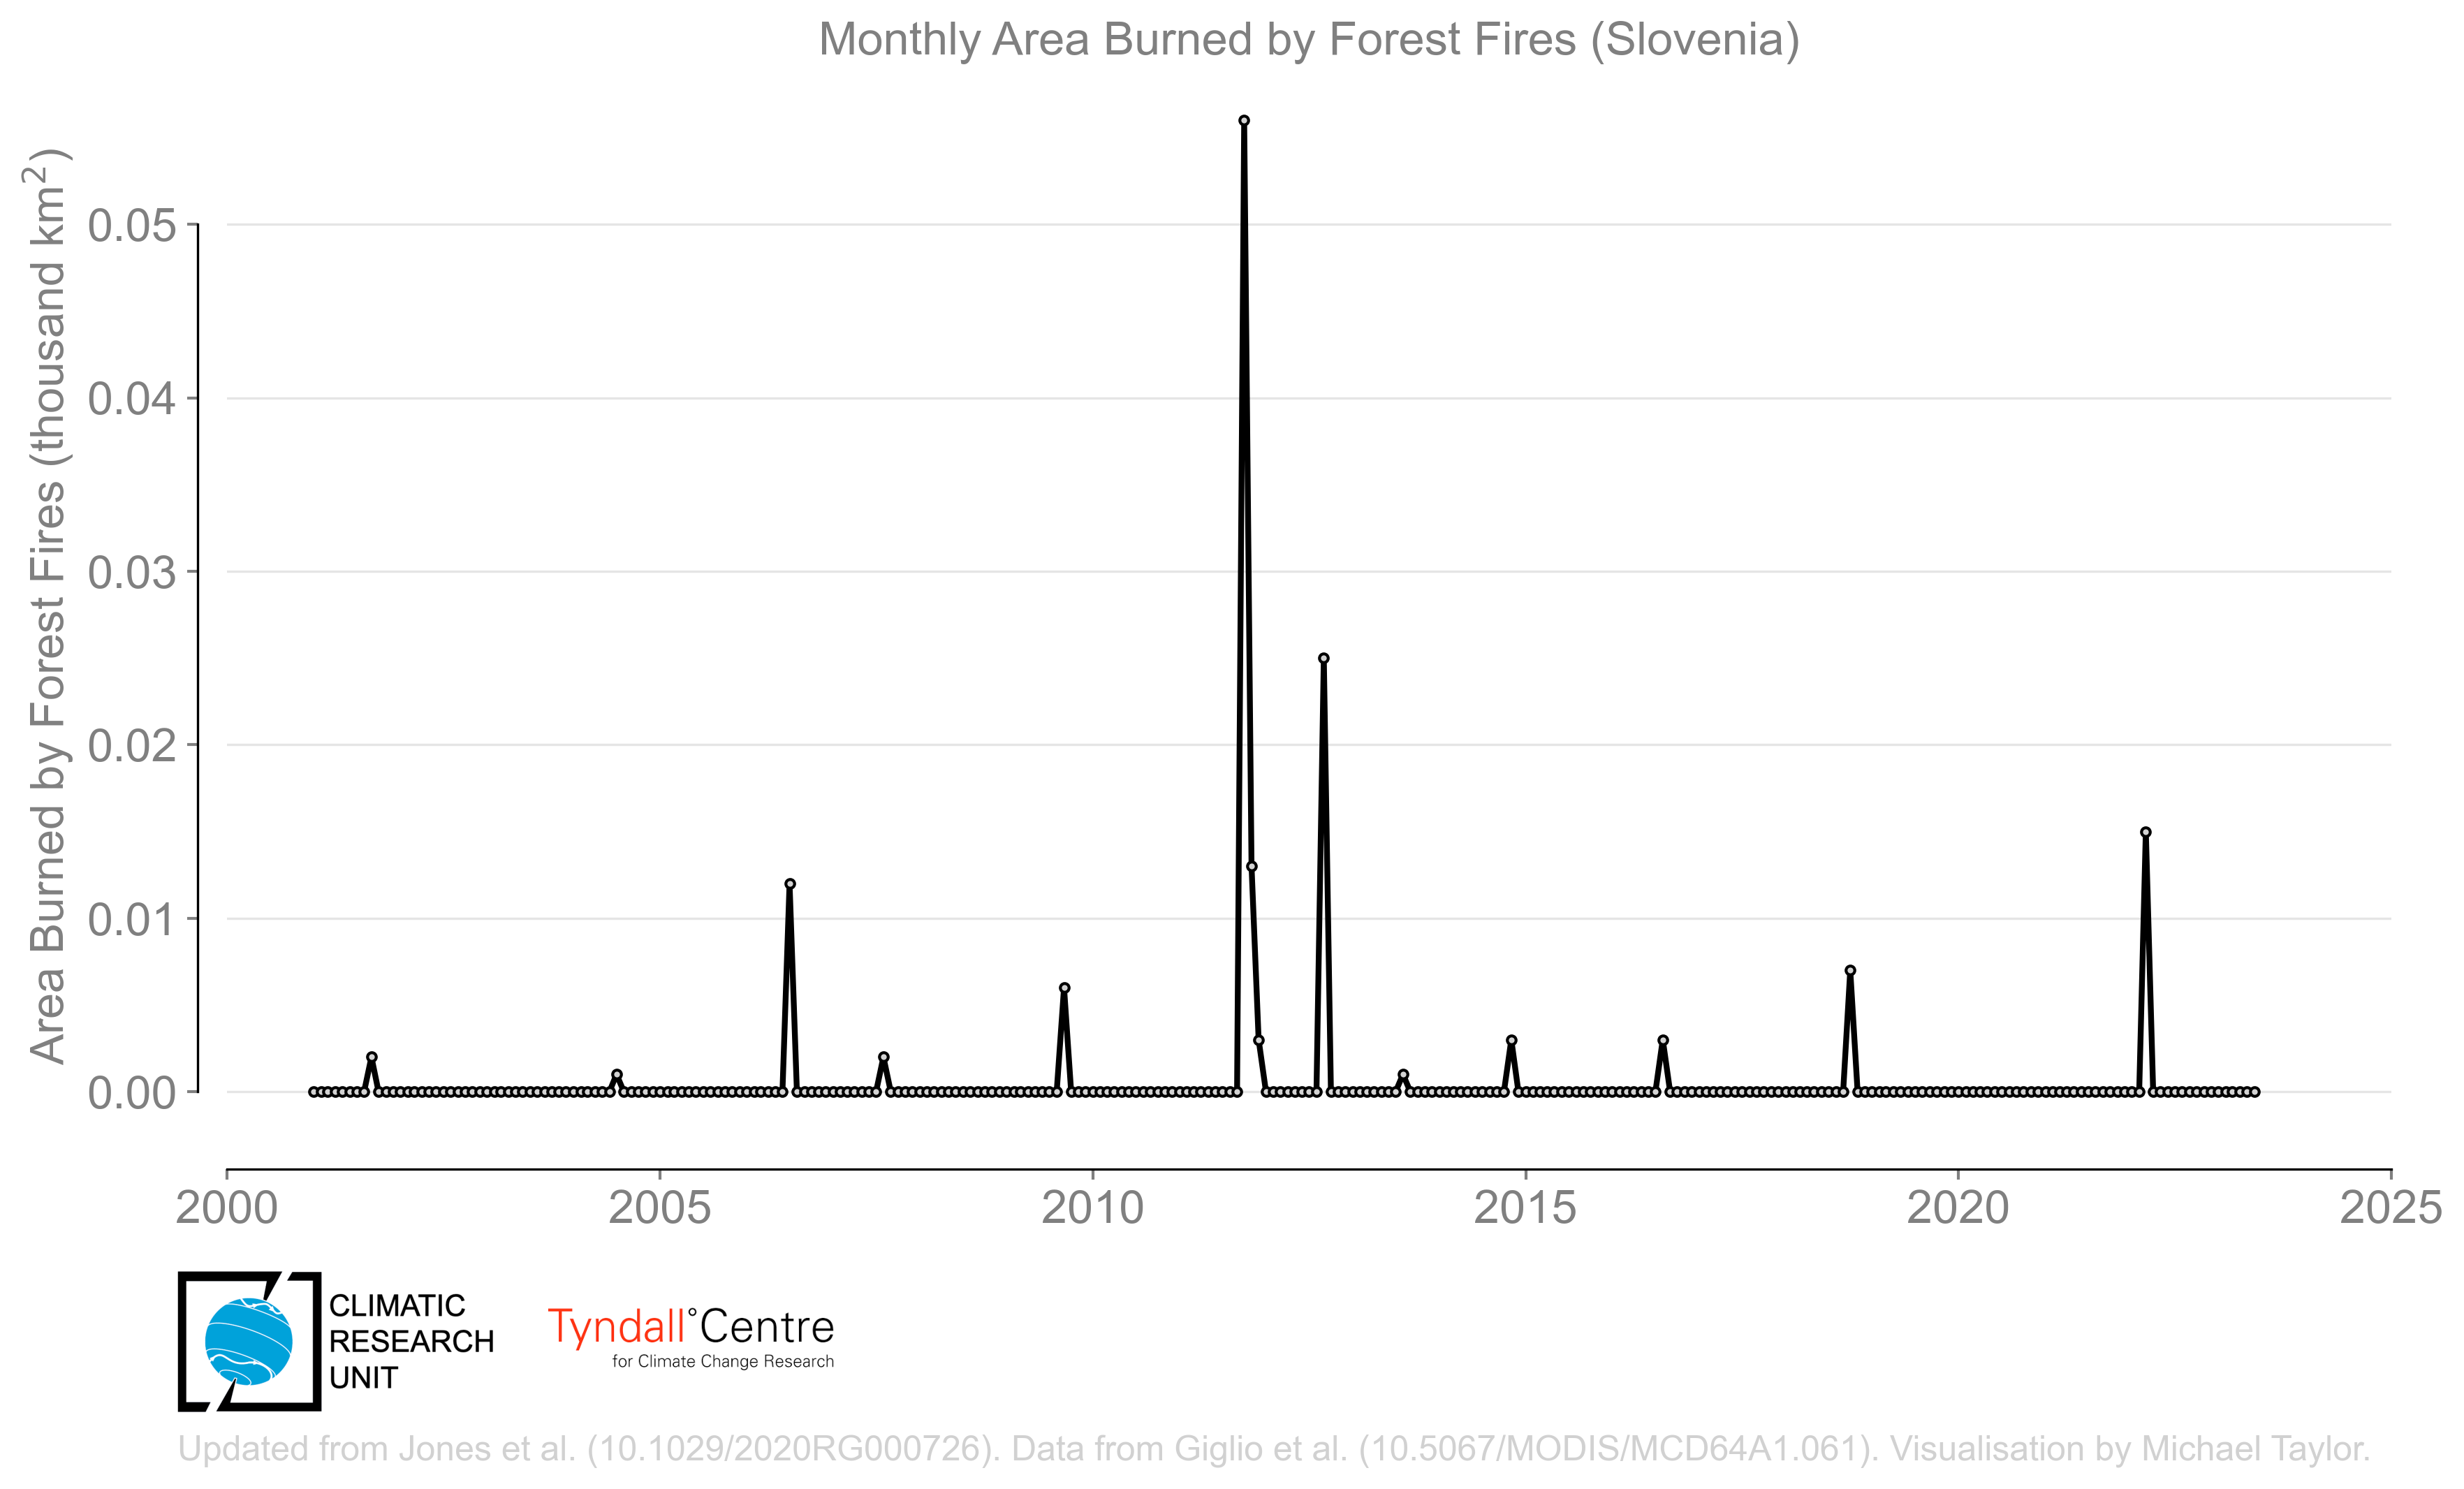 Monthly Area Burned by Forest Fires (Slovenia)
Area Burned by Forest Fires (thousand km²)
0.05
0.04
0.03
0.02
0.01
0.00
2000 2005 2010 2015 2020 2025
CLIMATIC
RESEARCH
UNIT
Tyndall°Centre
for Climate Change Research
Updated from Jones et al. (10.1029/2020RG000726). Data from Giglio et al. (10.5067/MODIS/MCD64A1.061). Visualisation by Michael Taylor.